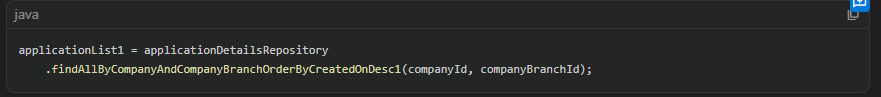 java
applicationList1 = applicationDetailsRepository
.findAllByCompanyAndCompanyBranchOrderByCreatedOnDesc1(companyId, companyBranchId);